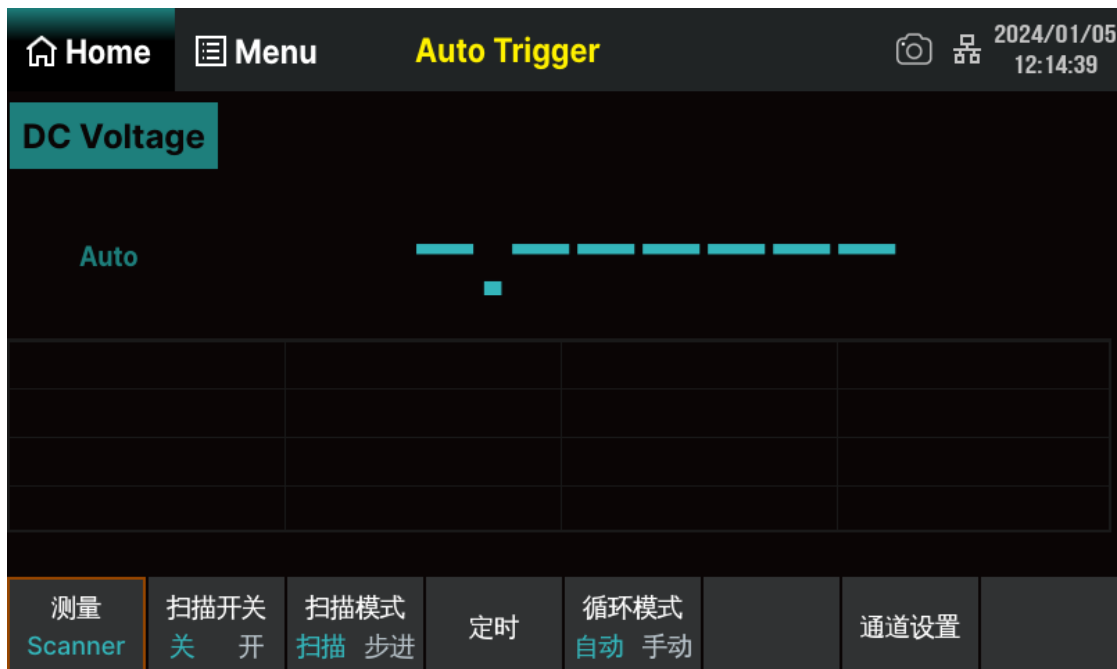 Home Menu Auto Trigger 2024/01/05
12:14:39
DC Voltage
Auto
测量 扫描开关 扫描模式 定时 循环模式 通道设置
Scanner 关 开 扫描 步进 自动 手动